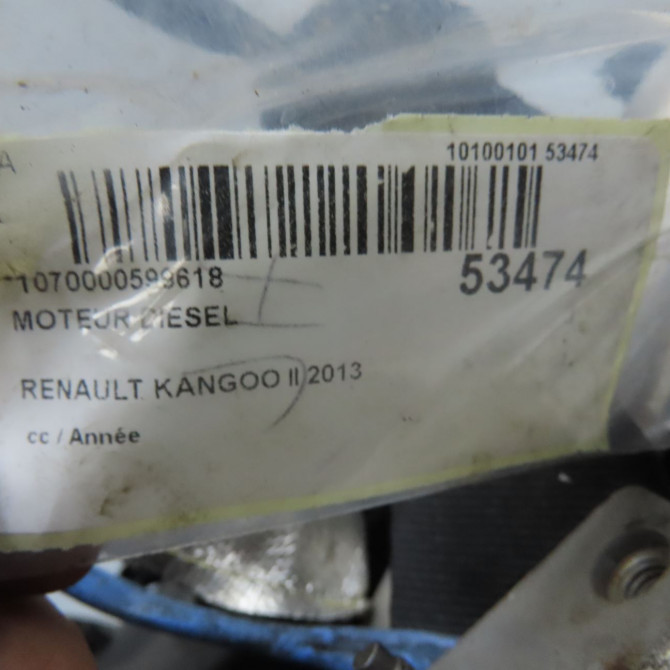 A
10100101 53474
1070000599618
53474
MOTEUR DIESEL
RENAULT KANGOO II 2013
cc / Année